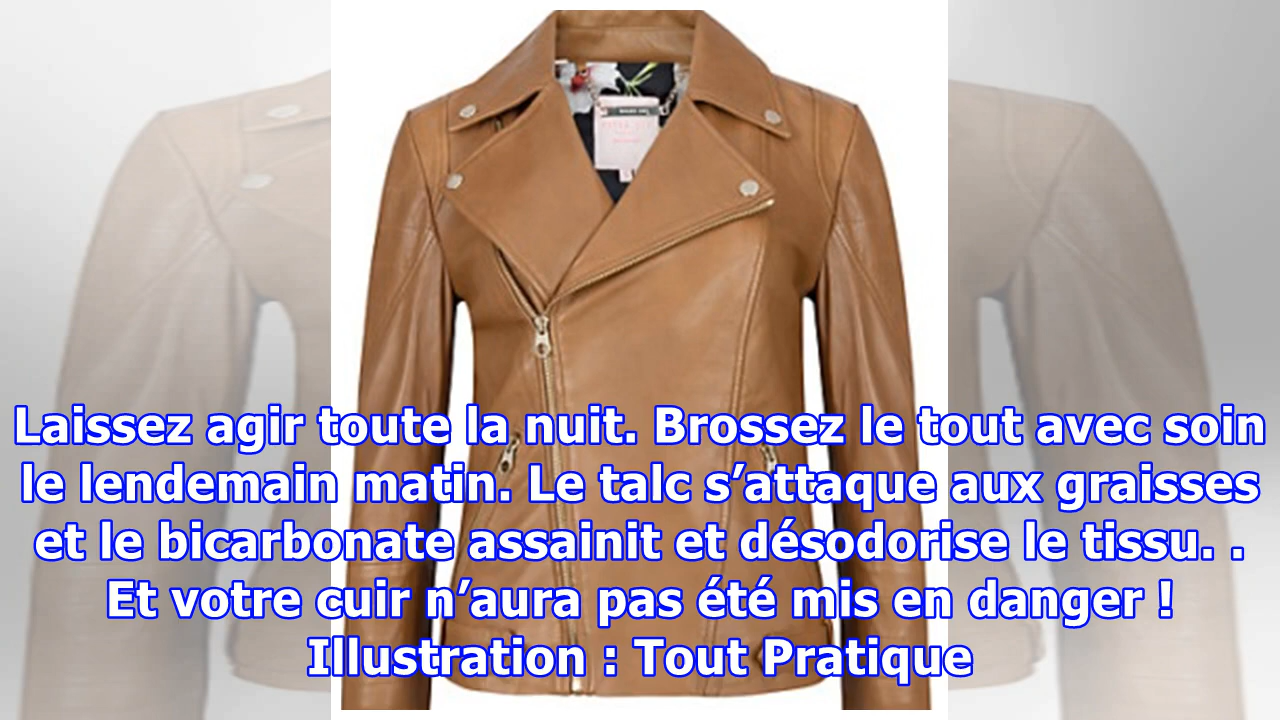 Laissez agir toute la nuit. Brossez le tout avec soin
le lendemain matin. Le talc s’attaque aux graisses
et le bicarbonate assainit et désodorise le tissu. .
Et votre cuir n’aura pas été mis en danger !
Illustration : Tout Pratique